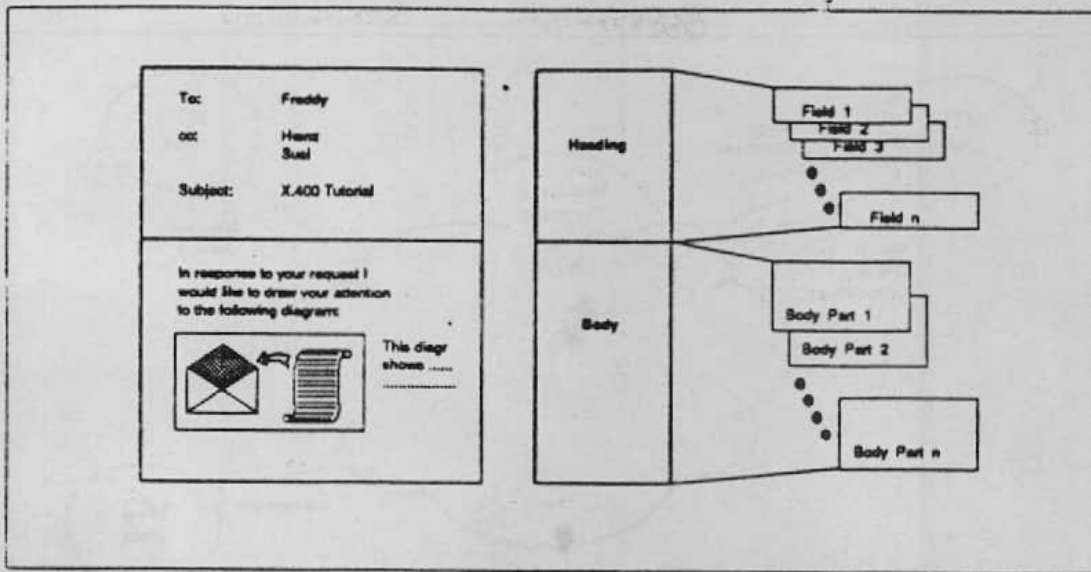 To: Freddy
cc: Heinz
Susi
Subject: X.400 Tutorial
In response to your request I
would like to draw your attention
to the following diagram:
This diagr
shows .....
Heading
Body
Field 1
Field 2
Field 3
Field n
Body Part 1
Body Part 2
Body Part n